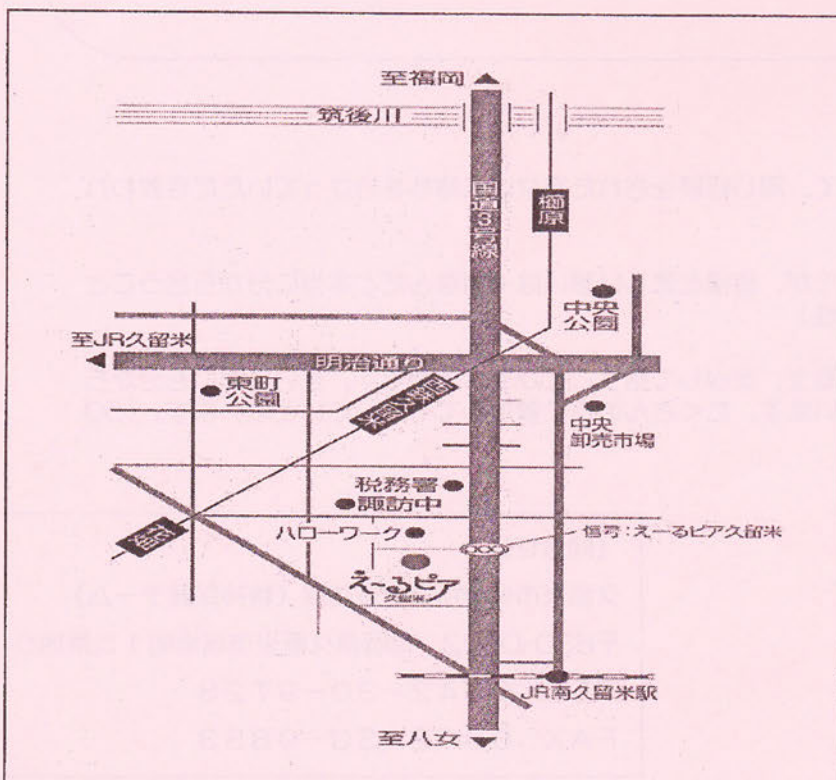 至福岡
筑後川
国道3号線
櫛原
中央
公園
至JR久留米
明治通り
東町
公園
西鉄久留米
中央
卸売市場
税務署
諏訪中
ハローワーク
信号:えーるピア久留米
花畑
えーるピア
久留米
JR南久留米駅
至八女